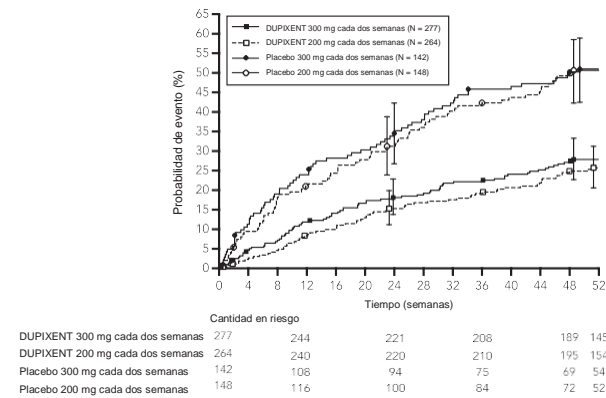 65
60
55
50
45
40
35
30
25
20
15
10
5
0
Probabilidad de evento (%)
DUPIXENT 300 mg cada dos semanas (N = 277)
DUPIXENT 200 mg cada dos semanas (N = 264)
Placebo 300 mg cada dos semanas (N = 142)
Placebo 200 mg cada dos semanas (N = 148)
0 4 8 12 16 20 24 28 32 36 40 44 48 52
Tiempo (semanas)
Cantidad en riesgo
DUPIXENT 300 mg cada dos semanas 277 244 221 208 189 145
DUPIXENT 200 mg cada dos semanas 264 240 220 210 195 154
Placebo 300 mg cada dos semanas 142 108 94 75 69 54
Placebo 200 mg cada dos semanas 148 116 100 84 72 52